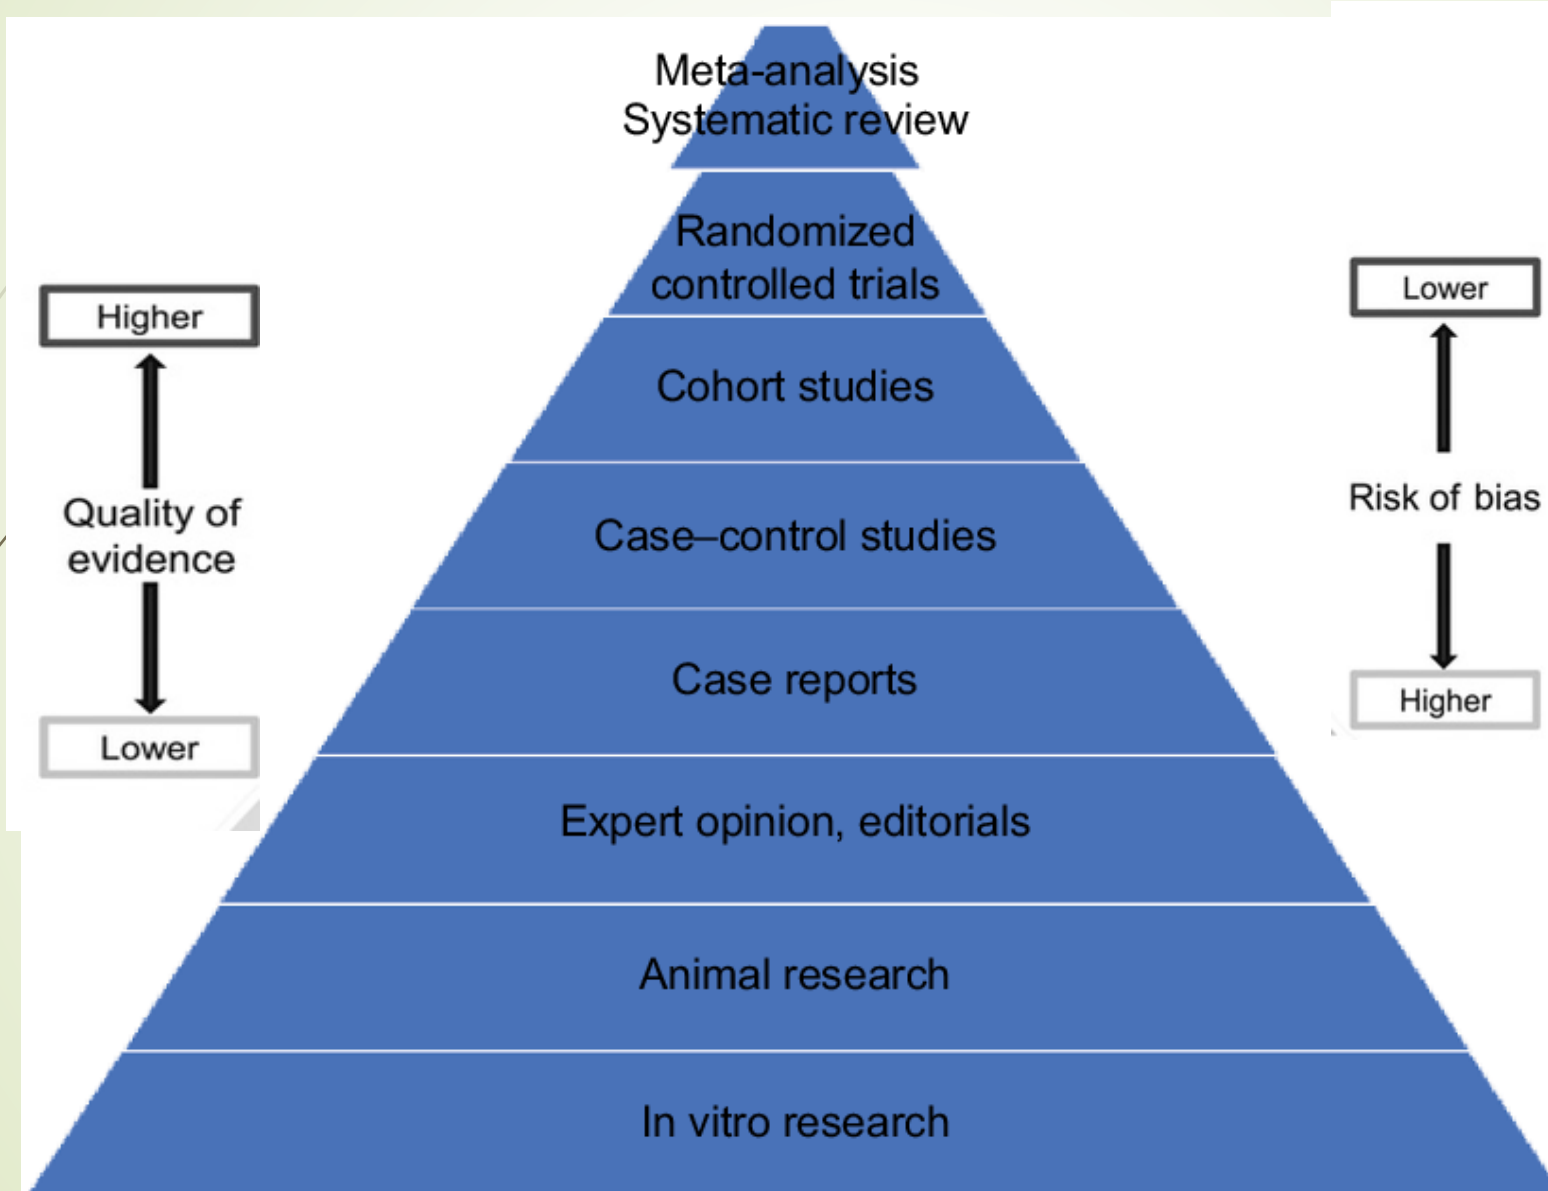 Meta-analysis
Systematic review
Randomized
controlled trials
Cohort studies
Case–control studies
Case reports
Expert opinion, editorials
Animal research
In vitro research
Higher
Quality of
evidence
Lower
Lower
Risk of bias
Higher